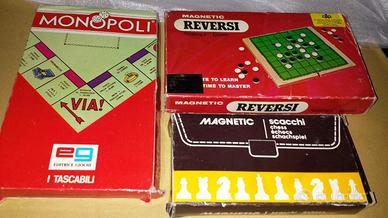 MONOPOLI
VIA!
eg
EDITRICE GIOCHI
I TASCABILI
MAGNETIC
REVERSI
TE TO LEARN
TIME TO MASTER
MAGNETIC REVERSI
MAGNETIC
scacchi
chess
échecs
schachspiel